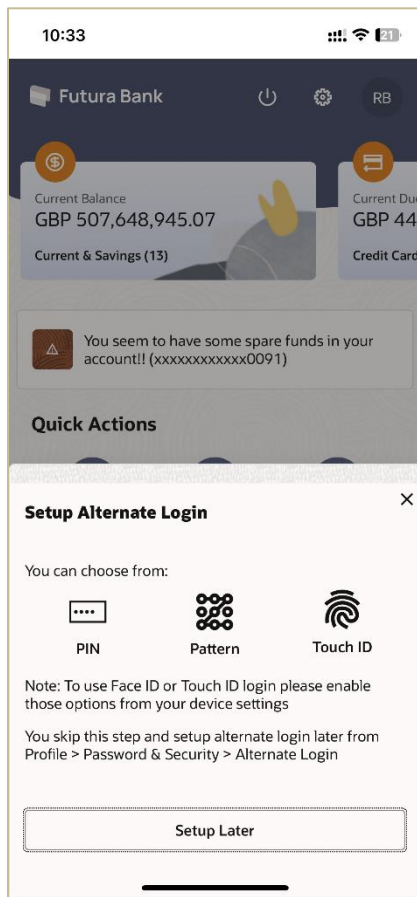 10:33
21
Futura Bank
RB
Current Balance
GBP 507,648,945.07
Current & Savings (13)
Current Du
GBP 44
Credit Card
You seem to have some spare funds in your
account!! (xxxxxxxxxxxx0091)
Quick Actions
Setup Alternate Login
You can choose from:
PIN
Pattern
Touch ID
Note: To use Face ID or Touch ID login please enable
those options from your device settings
You skip this step and setup alternate login later from
Profile > Password & Security > Alternate Login
Setup Later